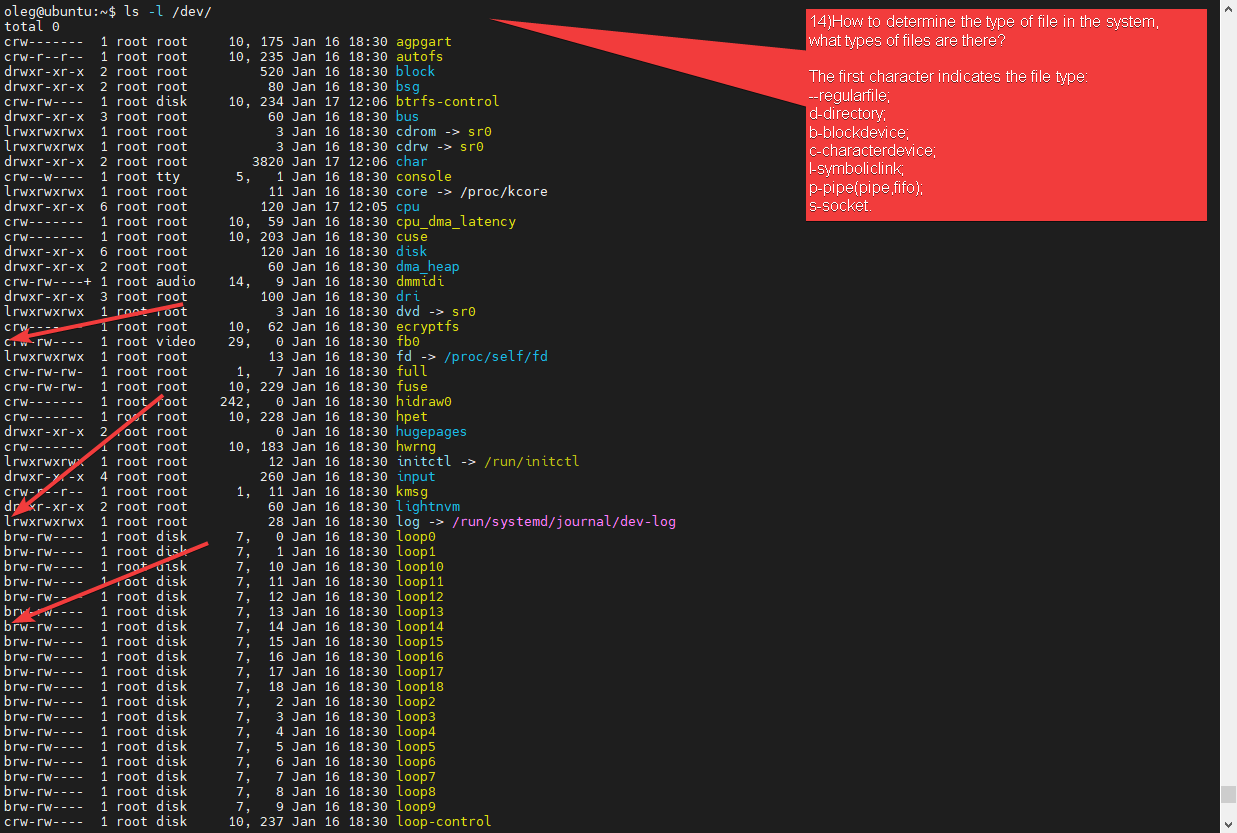 oleg@ubuntu:~$ ls -l /dev/
total 0
crw-------  1 root root     10, 175 Jan 16 18:30 agpgart
crw-r--r--  1 root root     10, 235 Jan 16 18:30 autofs
drwxr-xr-x  2 root root         520 Jan 16 18:30 block
drwxr-xr-x  2 root root          80 Jan 16 18:30 bsg
crw-rw----  1 root disk     10, 234 Jan 17 12:06 btrfs-control
drwxr-xr-x  3 root root          60 Jan 16 18:30 bus
lrwxrwxrwx  1 root root           3 Jan 16 18:30 cdrom -> sr0
lrwxrwxrwx  1 root root           3 Jan 16 18:30 cdrw -> sr0
drwxr-xr-x  2 root root        3820 Jan 17 12:06 char
crw--w----  1 root tty       5,   1 Jan 16 18:30 console
lrwxrwxrwx  1 root root          11 Jan 16 18:30 core -> /proc/kcore
drwxr-xr-x  6 root root         120 Jan 17 12:05 cpu
crw-------  1 root root     10,  59 Jan 16 18:30 cpu_dma_latency
crw-------  1 root root     10, 203 Jan 16 18:30 cuse
drwxr-xr-x  6 root root         120 Jan 16 18:30 disk
drwxr-xr-x  2 root root          60 Jan 16 18:30 dma_heap
crw-rw----+ 1 root audio    14,   9 Jan 16 18:30 dmmidi
drwxr-xr-x  3 root root         100 Jan 16 18:30 dri
lrwxrwxrwx  1 root root           3 Jan 16 18:30 dvd -> sr0
crw-------  1 root root     10,  62 Jan 16 18:30 ecryptfs
crw-rw----  1 root video    29,   0 Jan 16 18:30 fb0
lrwxrwxrwx  1 root root          13 Jan 16 18:30 fd -> /proc/self/fd
crw-rw-rw-  1 root root      1,   7 Jan 16 18:30 full
crw-rw-rw-  1 root root     10, 229 Jan 16 18:30 fuse
crw-------  1 root root    242,   0 Jan 16 18:30 hidraw0
crw-------  1 root root     10, 228 Jan 16 18:30 hpet
drwxr-xr-x  2 root root           0 Jan 16 18:30 hugepages
crw-------  1 root root     10, 183 Jan 16 18:30 hwrng
lrwxrwxrwx  1 root root          12 Jan 16 18:30 initctl -> /run/initctl
drwxr-xr-x  4 root root         260 Jan 16 18:30 input
crw-r--r--  1 root root      1,  11 Jan 16 18:30 kmsg
drwxr-xr-x  2 root root          60 Jan 16 18:30 lightnvm
lrwxrwxrwx  1 root root          28 Jan 16 18:30 log -> /run/systemd/journal/dev-log
brw-rw----  1 root disk      7,   0 Jan 16 18:30 loop0
brw-rw----  1 root disk      7,   1 Jan 16 18:30 loop1
brw-rw----  1 root disk      7,  10 Jan 16 18:30 loop10
brw-rw----  1 root disk      7,  11 Jan 16 18:30 loop11
brw-rw----  1 root disk      7,  12 Jan 16 18:30 loop12
brw-rw----  1 root disk      7,  13 Jan 16 18:30 loop13
brw-rw----  1 root disk      7,  14 Jan 16 18:30 loop14
brw-rw----  1 root disk      7,  15 Jan 16 18:30 loop15
brw-rw----  1 root disk      7,  16 Jan 16 18:30 loop16
brw-rw----  1 root disk      7,  17 Jan 16 18:30 loop17
brw-rw----  1 root disk      7,  18 Jan 16 18:30 loop18
brw-rw----  1 root disk      7,   2 Jan 16 18:30 loop2
brw-rw----  1 root disk      7,   3 Jan 16 18:30 loop3
brw-rw----  1 root disk      7,   4 Jan 16 18:30 loop4
brw-rw----  1 root disk      7,   5 Jan 16 18:30 loop5
brw-rw----  1 root disk      7,   6 Jan 16 18:30 loop6
brw-rw----  1 root disk      7,   7 Jan 16 18:30 loop7
brw-rw----  1 root disk      7,   8 Jan 16 18:30 loop8
brw-rw----  1 root disk      7,   9 Jan 16 18:30 loop9
crw-rw----  1 root disk     10, 237 Jan 16 18:30 loop-control
14)How to determine the type of file in the system,
what types of files are there?
The first character indicates the file type:
--regularfile;
d-directory;
b-blockdevice;
c-characterdevice;
l-symboliclink;
p-pipe(pipe,fifo);
s-socket.